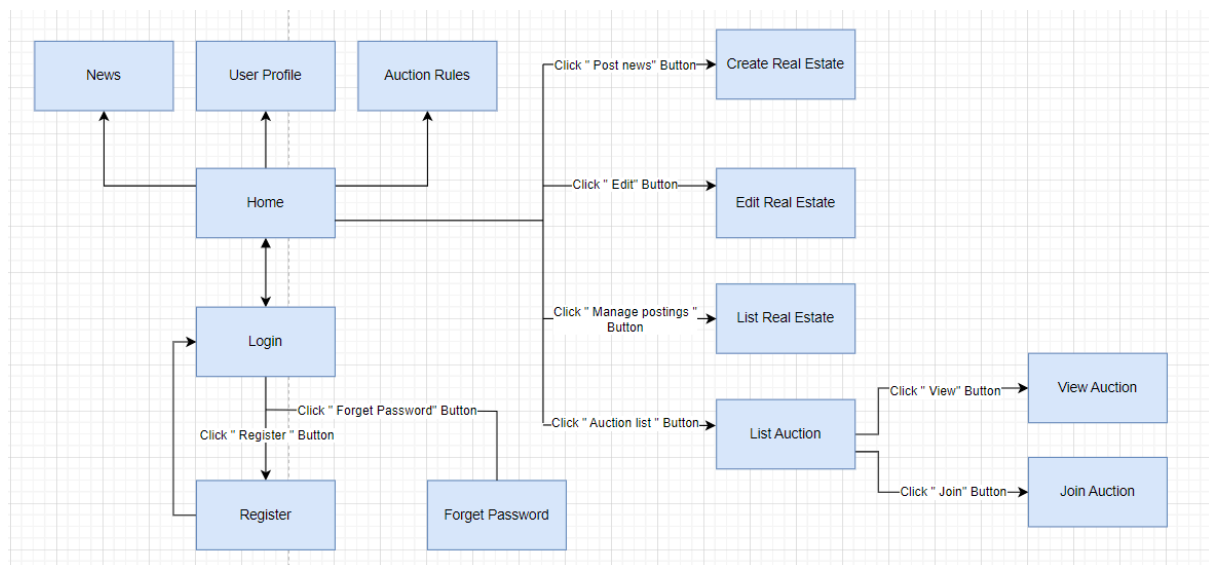 News
User Profile
Auction Rules
Click " Post news" Button
Create Real Estate
Home
Click " Edit" Button
Edit Real Estate
Login
Click " Manage postings "
Button
List Real Estate
Click " Forget Password" Button
Click " Register " Button
Click " Auction list " Button
List Auction
Click " View" Button
View Auction
Register
Forget Password
Click " Join" Button
Join Auction